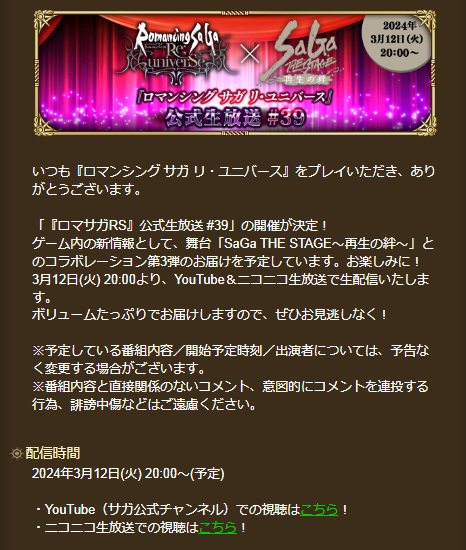 Romancing SaGa
Re:
universe
×
SaGa
THE STAGE
再生の絆
2024年
3月12日(火)
20:00～
『ロマンシング サガ リ・ユニバース』
公式生放送 #39
いつも『ロマンシング サガ リ・ユニバース』をプレイいただき、あり
がとうございます。
「『ロマサガRS』公式生放送 #39」の開催が決定！
ゲーム内の新情報として、舞台「SaGa THE STAGE～再生の絆～」と
のコラボレーション第3弾のお届けを予定しています。お楽しみに！
3月12日(火) 20:00より、YouTube＆ニコニコ生放送で生配信いたしま
す。
ボリュームたっぷりでお届けしますので、ぜひお見逃しなく！
※予定している番組内容／開始予定時刻／出演者については、予告な
く変更する場合がございます。
※番組内容と直接関係のないコメント、意図的にコメントを連投する
行為、誹謗中傷などはご遠慮ください。
配信時間
2024年3月12日(火) 20:00～(予定)
・YouTube（サガ公式チャンネル）での視聴はこちら！
・ニコニコ生放送での視聴はこちら！